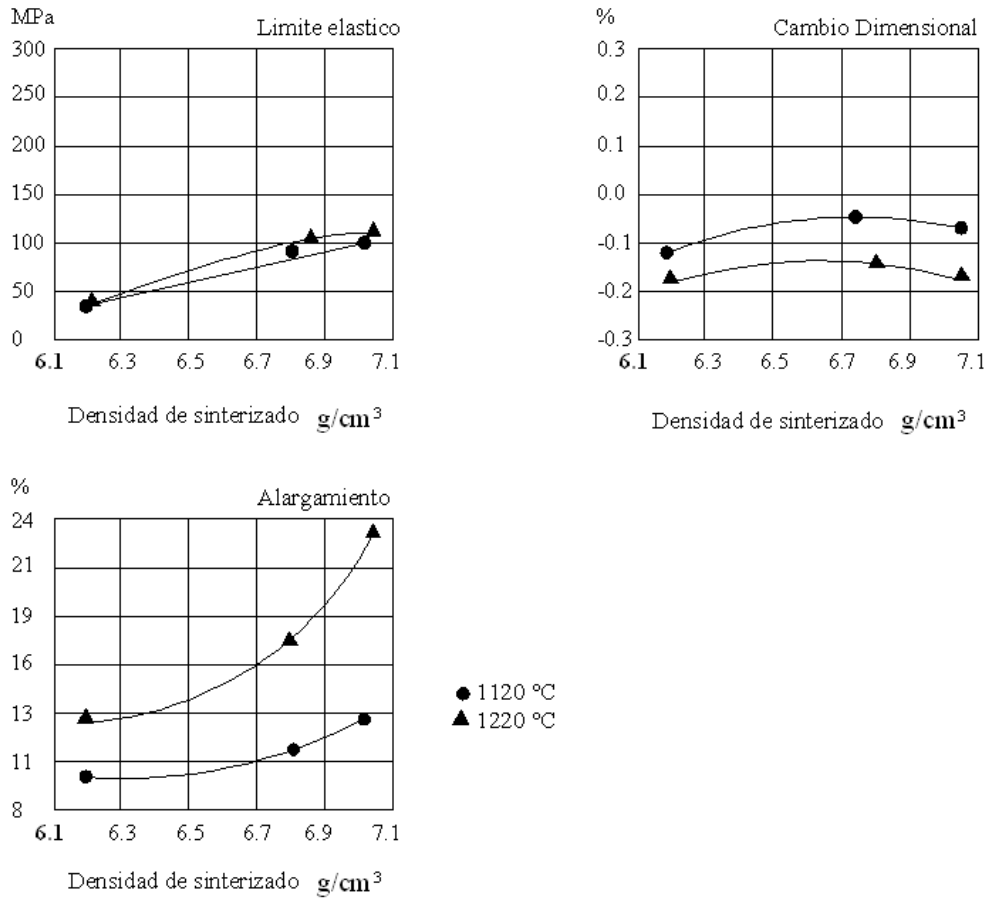 MPa
Limite elastico
300
250
200
150
100
50
0
6.1 6.3 6.5 6.7 6.9 7.1
Densidad de sinterizado g/cm³
%
Cambio Dimensional
0.3
0.2
0.1
0.0
-0.1
-0.2
-0.3
6.1 6.3 6.5 6.7 6.9 7.1
Densidad de sinterizado g/cm³
%
Alargamiento
24
21
19
16
13
11
8
6.1 6.3 6.5 6.7 6.9 7.1
Densidad de sinterizado g/cm³
1120 °C
1220 °C